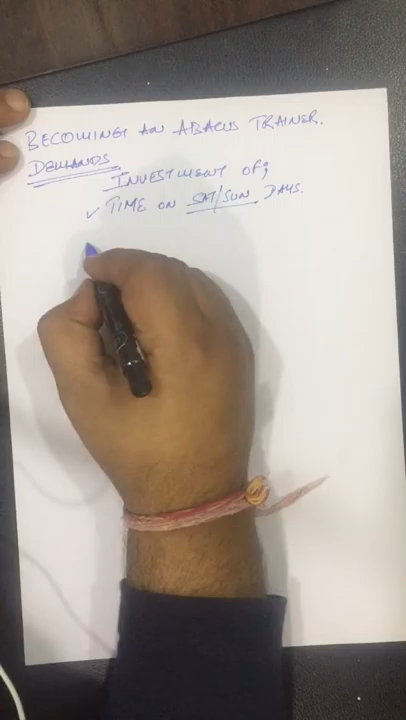 BECOMING AN ABACUS TRAINER.
DEMANDS
INVESTMENT OF;
✓ TIME ON SAT/SUN DAYS.